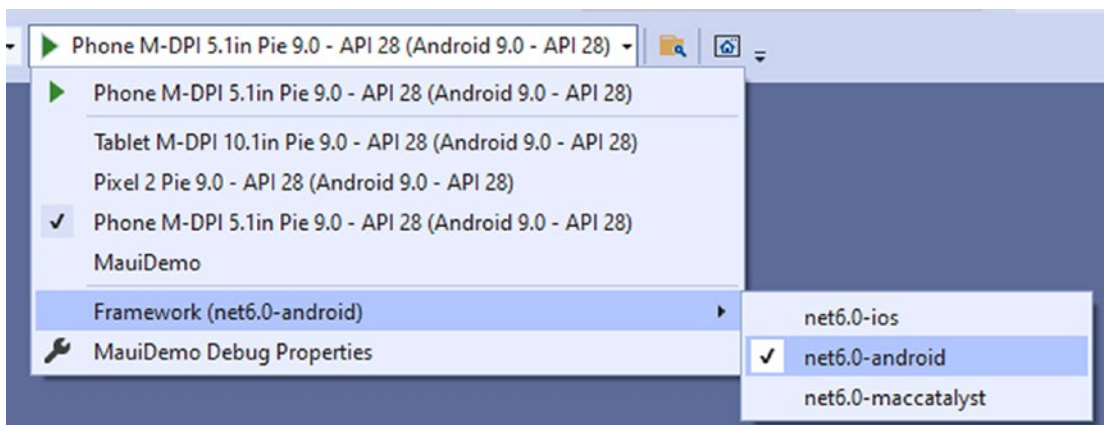 Phone M-DPI 5.1in Pie 9.0 - API 28 (Android 9.0 - API 28)
Phone M-DPI 5.1in Pie 9.0 - API 28 (Android 9.0 - API 28)
Tablet M-DPI 10.1in Pie 9.0 - API 28 (Android 9.0 - API 28)
Pixel 2 Pie 9.0 - API 28 (Android 9.0 - API 28)
Phone M-DPI 5.1in Pie 9.0 - API 28 (Android 9.0 - API 28)
MauiDemo
Framework (net6.0-android)
MauiDemo Debug Properties
net6.0-ios
net6.0-android
net6.0-maccatalyst